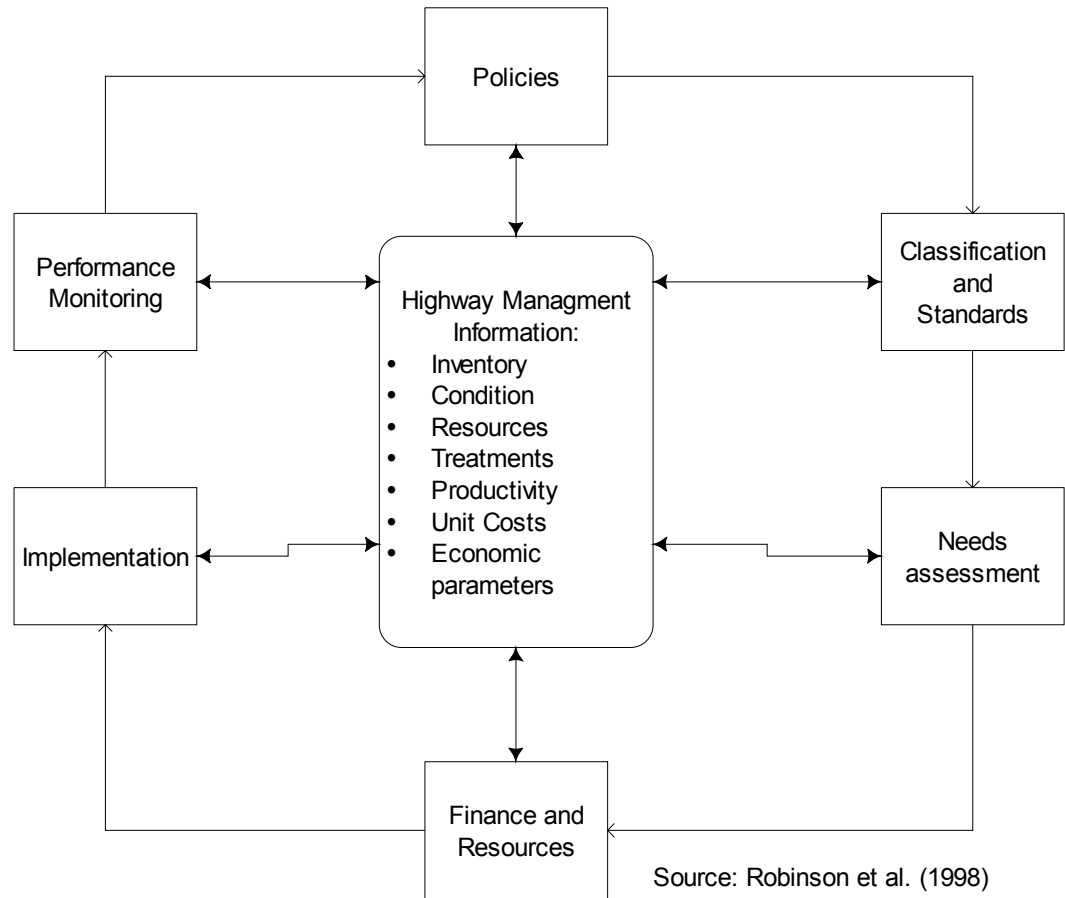 Policies
Performance
Monitoring
Classification
and
Standards
Highway Managment
Information:
• Inventory
• Condition
• Resources
• Treatments
• Productivity
• Unit Costs
• Economic
parameters
Implementation
Needs
assessment
Finance and
Resources
Source: Robinson et al. (1998)